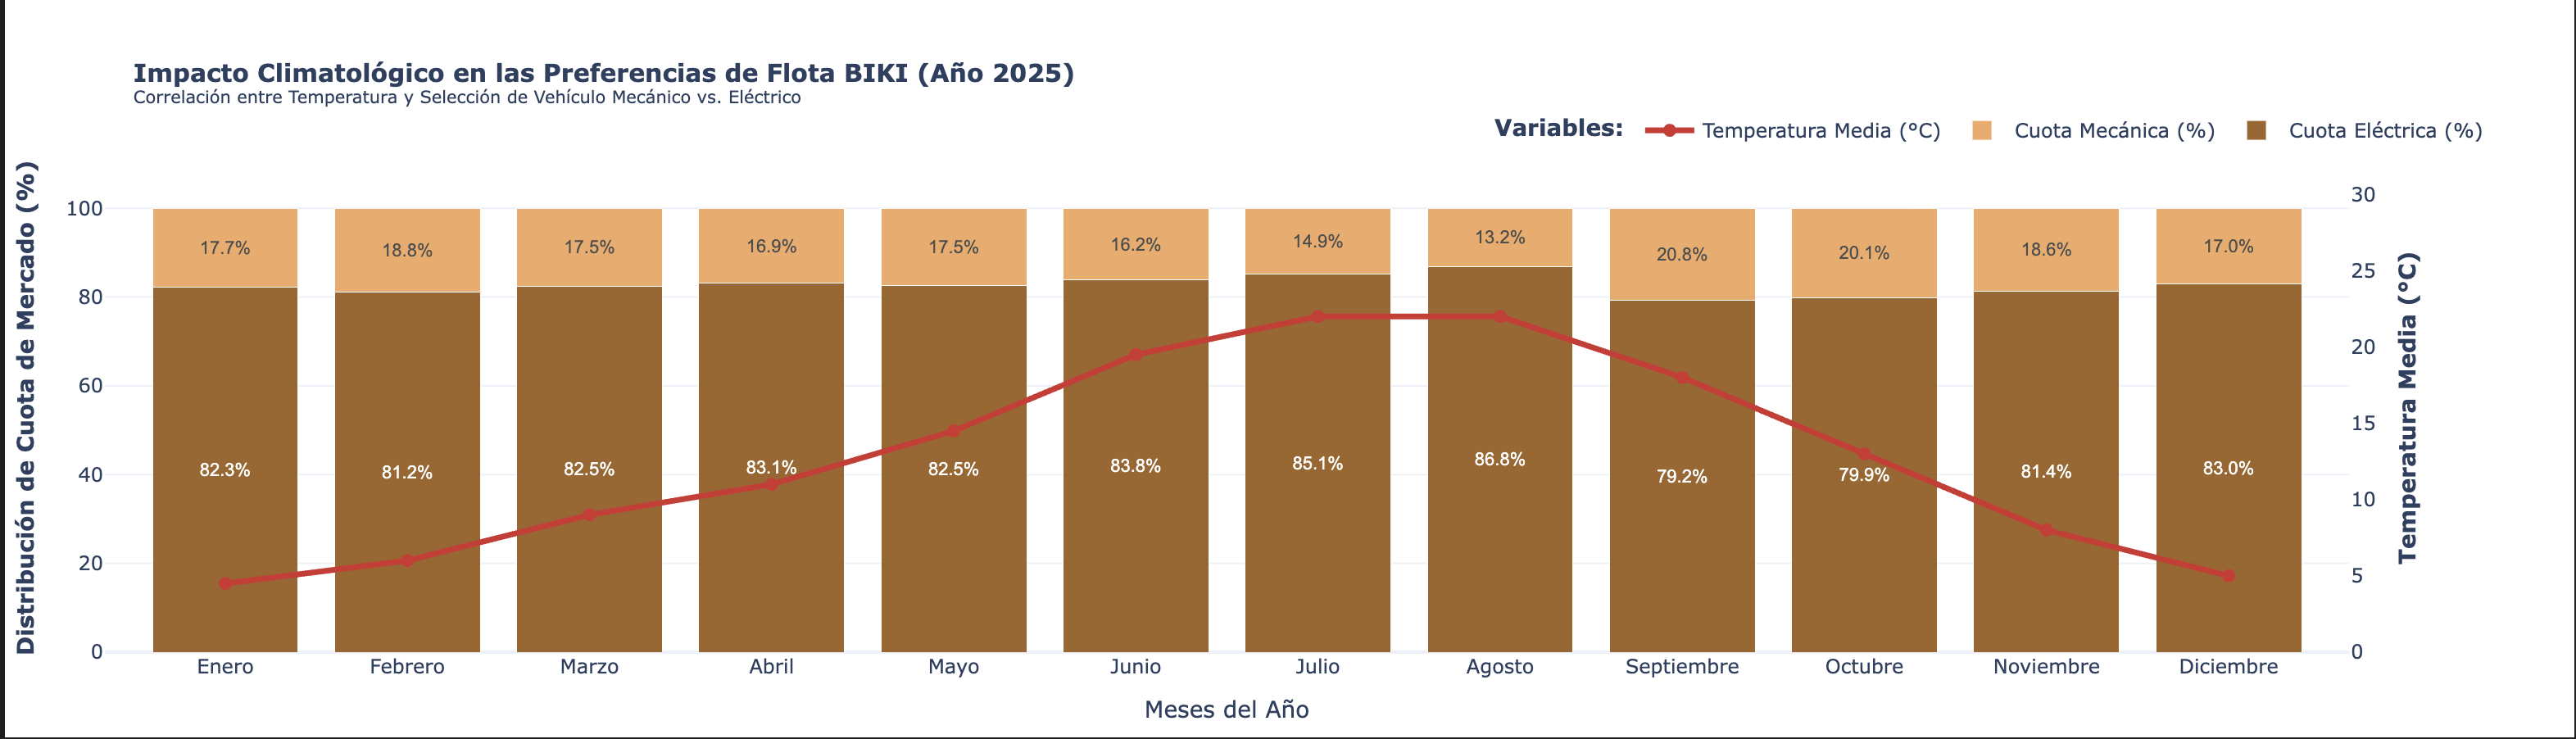 Impacto Climatológico en las Preferencias de Flota BIKI (Año 2025)
Correlación entre Temperatura y Selección de Vehículo Mecánico vs. Eléctrico
Variables: Temperatura Media (°C) Cuota Mecánica (%) Cuota Eléctrica (%)
Distribución de Cuota de Mercado (%)
100
80
60
40
20
0
17.7% 18.8% 17.5% 16.9% 17.5% 16.2% 14.9% 13.2% 20.8% 20.1% 18.6% 17.0%
82.3% 81.2% 82.5% 83.1% 82.5% 83.8% 85.1% 86.8% 79.2% 79.9% 81.4% 83.0%
30
25
20
15
10
5
0
Temperatura Media (°C)
Enero Febrero Marzo Abril Mayo Junio Julio Agosto Septiembre Octubre Noviembre Diciembre
Meses del Año